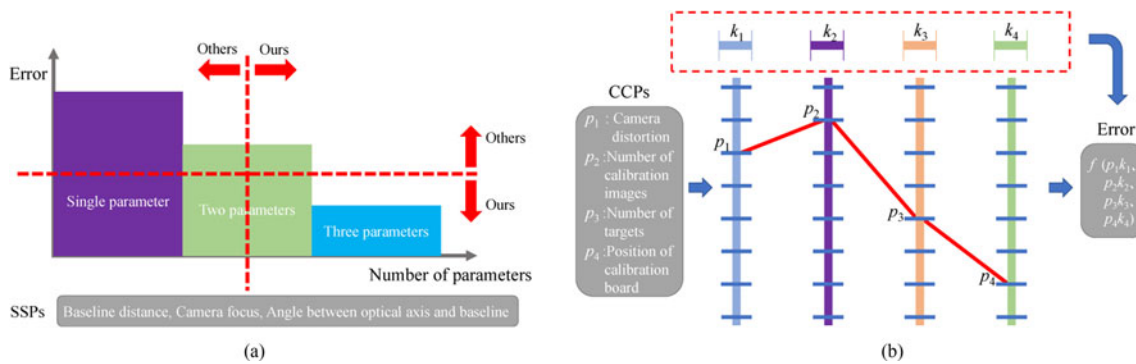 Others Ours
Error
Others
Ours
Single parameter
Two parameters
Three parameters
Number of parameters
SSPs
Baseline distance, Camera focus, Angle between optical axis and baseline
(a)
k1 k2 k3 k4
CCPs
p1 : Camera
distortion
p2 :Number of
calibration
images
p3 :Number of
targets
p4 :Position of
calibration
board
p1
p2
p3
p4
Error
f (p1k1,
p2k2,
p3k3,
p4k4)
(b)